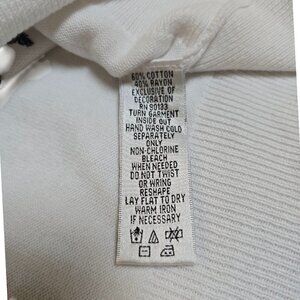 60% COTTON
40% RAYON
EXCLUSIVE OF
DECORATION
RN 90133
TURN GARMENT
INSIDE OUT
HAND WASH COLD
SEPARATELY
ONLY
NON-CHLORINE
BLEACH
WHEN NEEDED
DO NOT TWIST
OR WRING
RESHAPE
LAY FLAT TO DRY
WARM IRON
IF NECESSARY